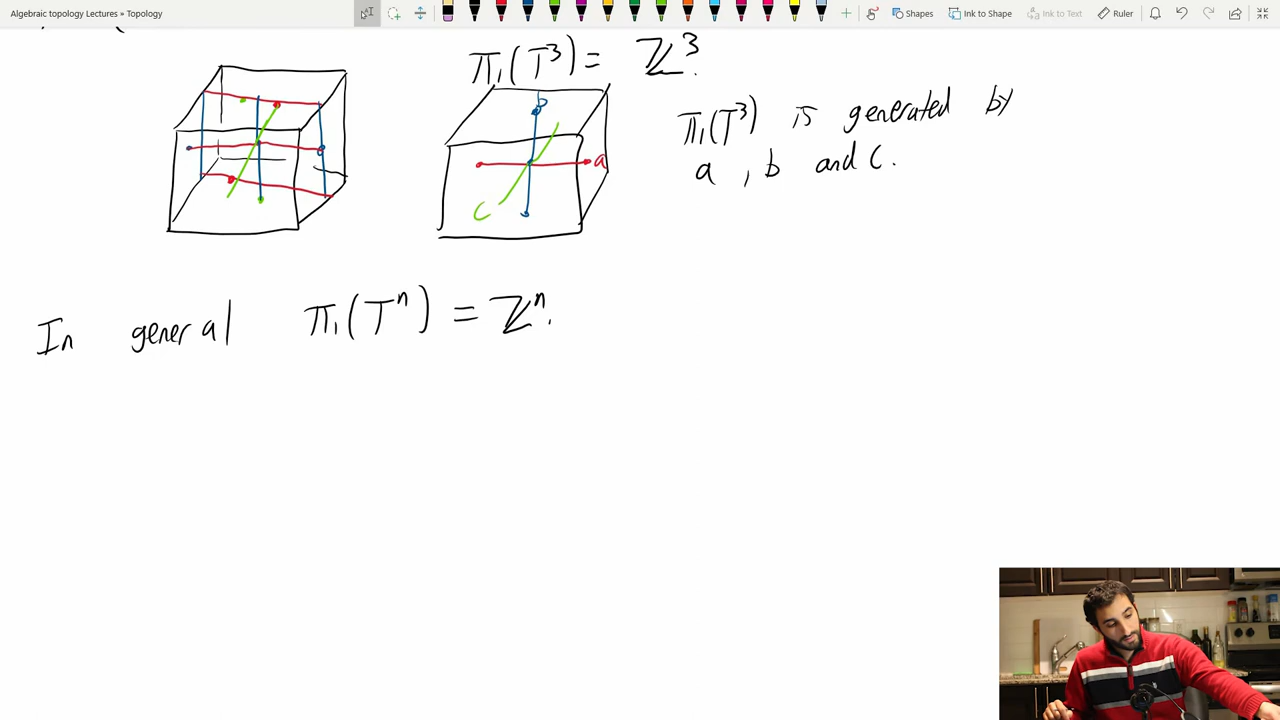 Algebraic topology Lectures » Topology
Shapes
Ink to Shape
Ink to Text
Ruler
π₁(T³) = ℤ³.
π₁(T³) is generated by
a, b and c.
b
a
c
In general π₁(Tⁿ) = ℤⁿ.